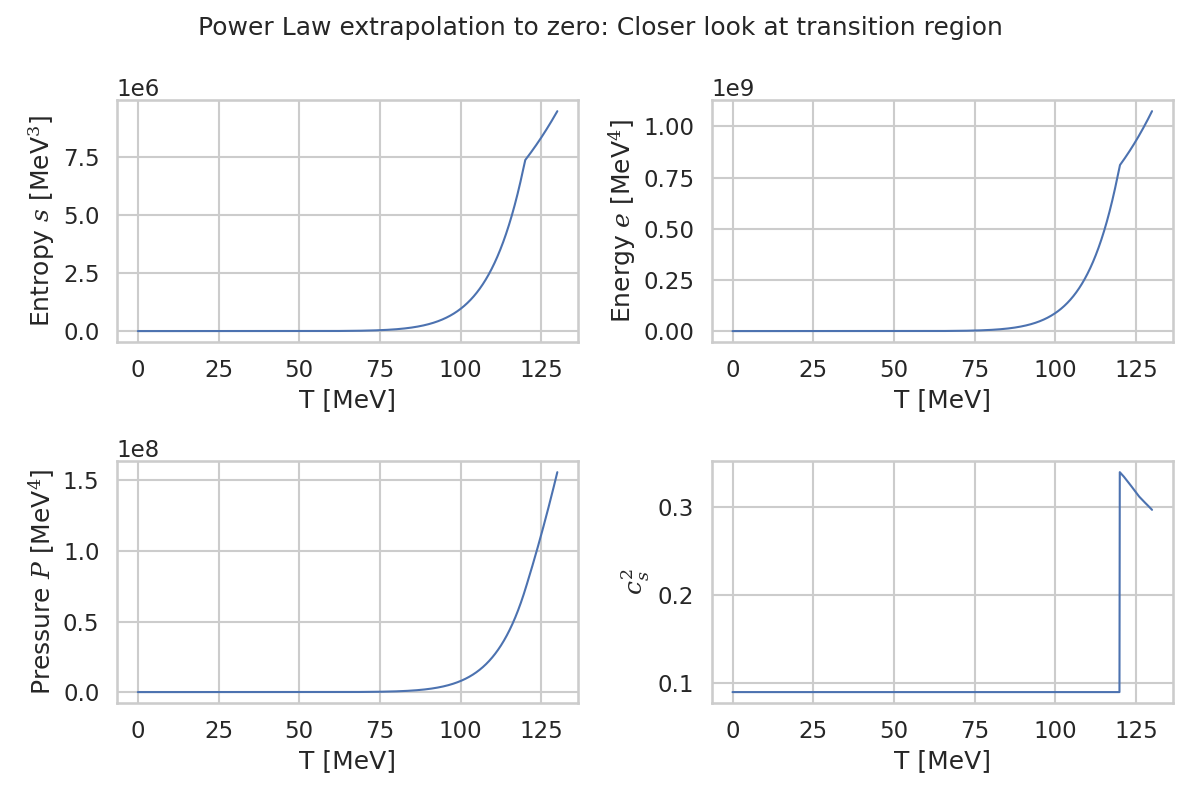 Power Law extrapolation to zero: Closer look at transition region
1e6
Entropy s [MeV³]
7.5
5.0
2.5
0.0
0 25 50 75 100 125
T [MeV]
1e9
Energy e [MeV⁴]
1.00
0.75
0.50
0.25
0.00
0 25 50 75 100 125
T [MeV]
1e8
Pressure P [MeV⁴]
1.5
1.0
0.5
0.0
0 25 50 75 100 125
T [MeV]
c_s^2
0.3
0.2
0.1
0 25 50 75 100 125
T [MeV]